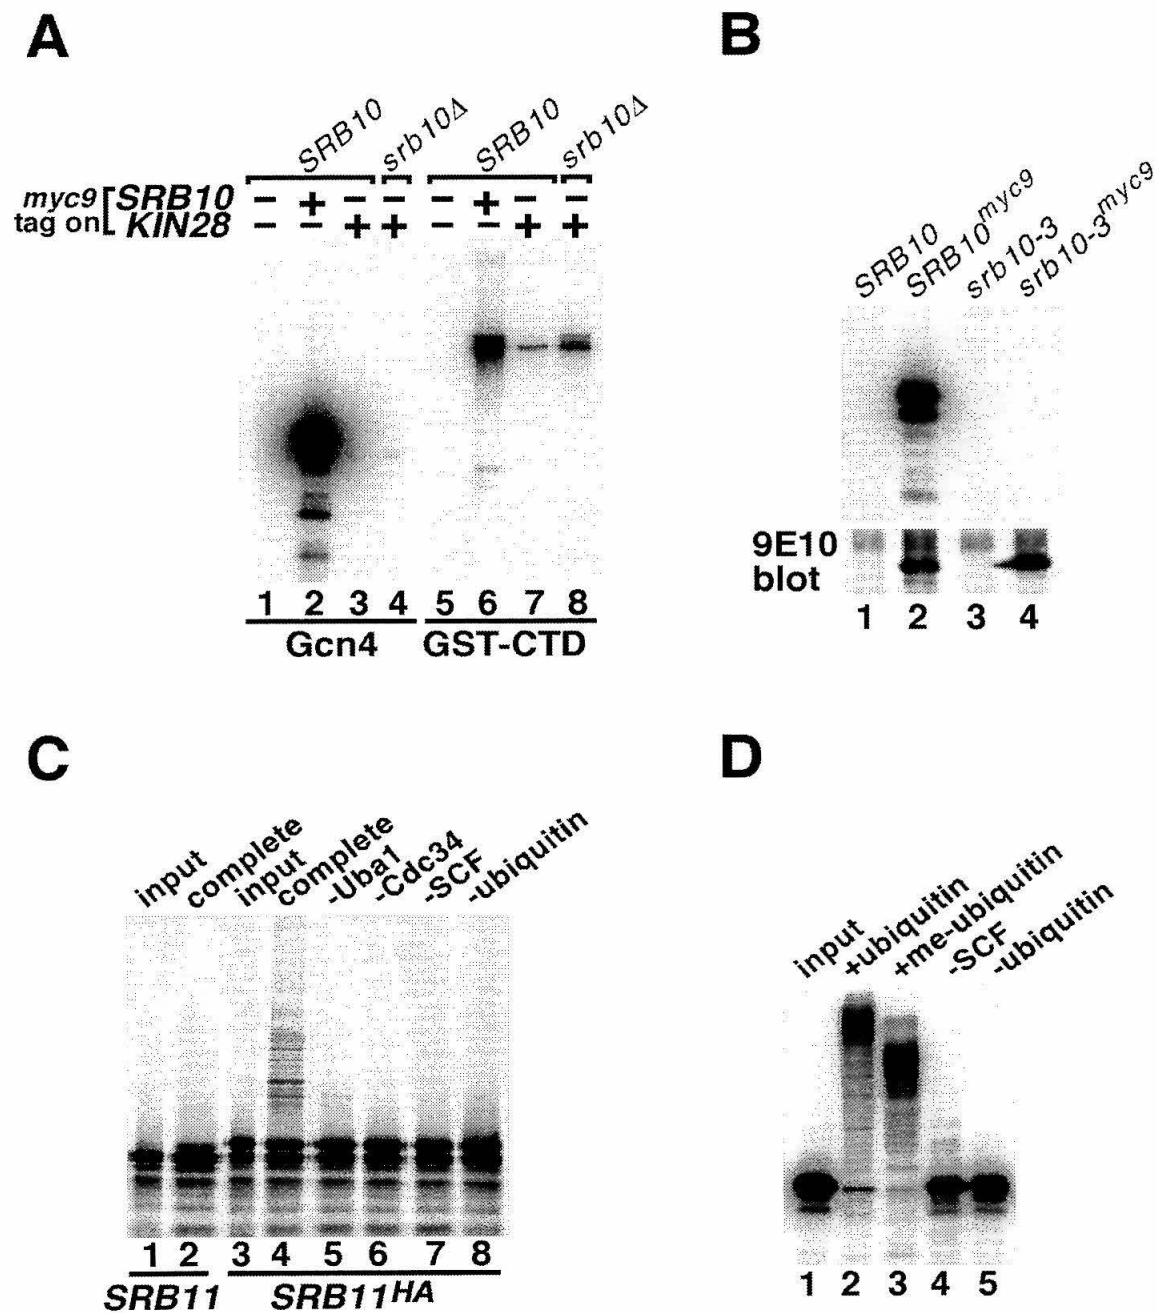 A
SRB10 srb10Δ SRB10 srb10Δ
myc9 [ SRB10 - + - - - + - -
tag on [ KIN28 - - + + - - + +
1 2 3 4 5 6 7 8
Gcn4 GST-CTD
B
SRB10 SRB10myc9 srb10-3 srb10-3myc9
9E10
blot
1 2 3 4
C
input complete input complete -Uba1 -Cdc34 -SCF -ubiquitin
1 2 3 4 5 6 7 8
SRB11 SRB11HA
D
input +ubiquitin +me-ubiquitin -SCF -ubiquitin
1 2 3 4 5